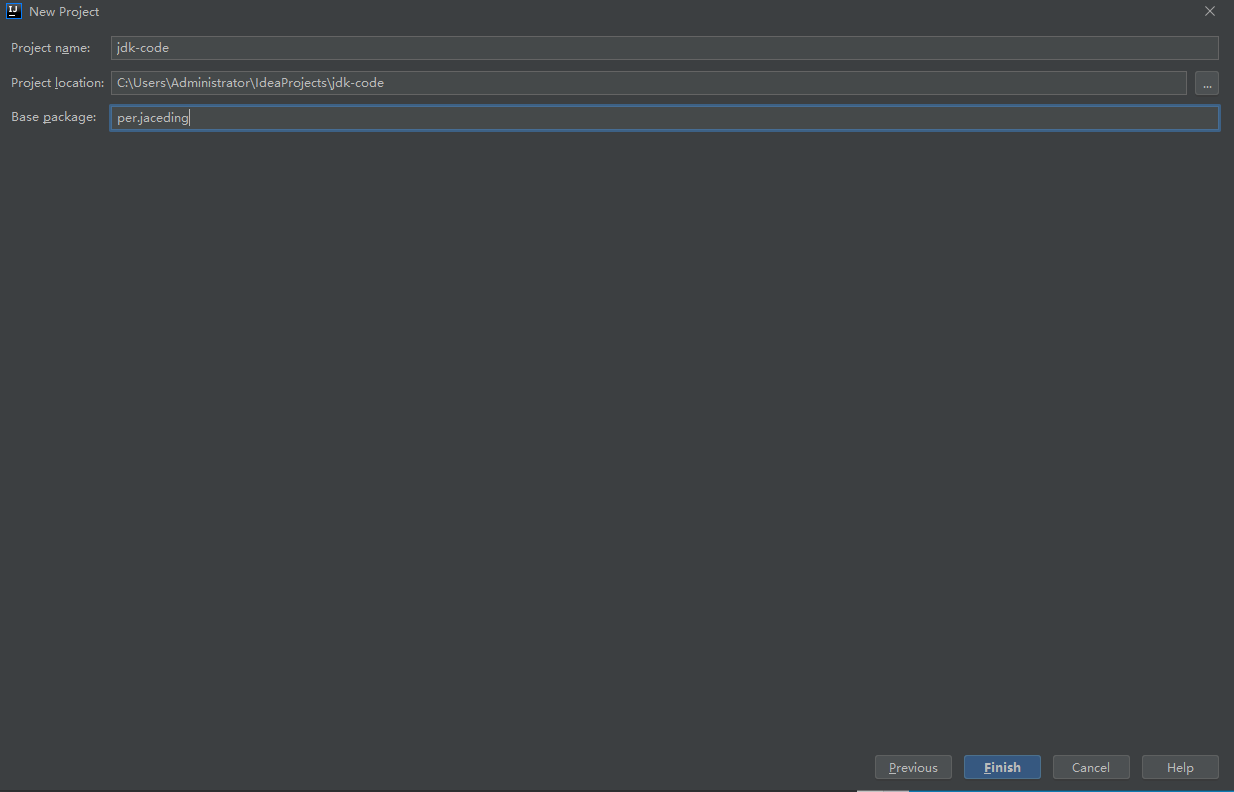 IJ New Project
Project name: jdk-code
Project location: C:\Users\Administrator\IdeaProjects\jdk-code ...
Base package: per.jaceding
Previous Finish Cancel Help